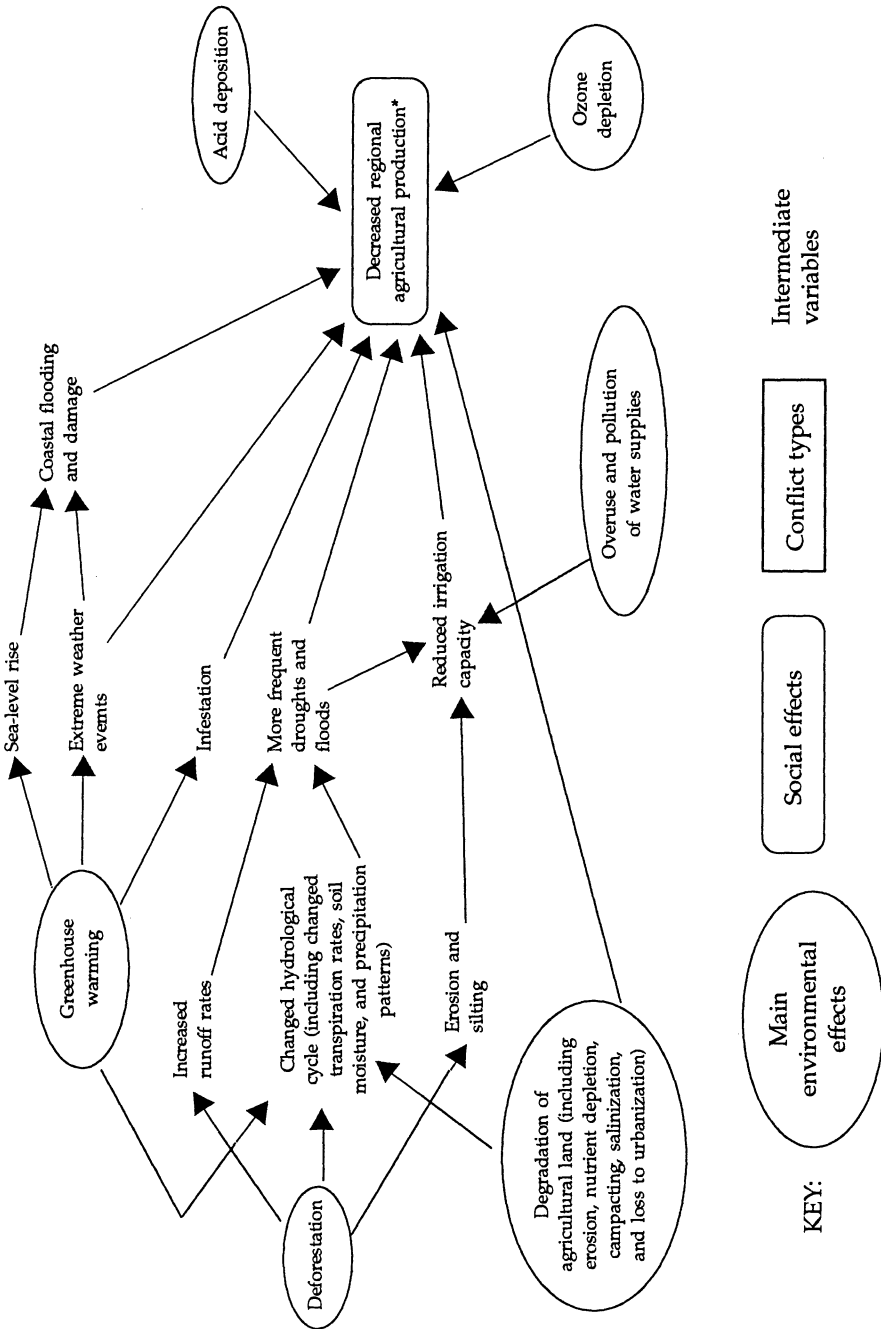 Sea-level rise
Coastal flooding
and damage
Extreme weather
events
Greenhouse
warming
Acid deposition
Infestation
Increased
runoff rates
More frequent
droughts and
floods
Decreased regional
agricultural production*
Changed hydrological
cycle (including changed
transpiration rates, soil
moisture, and precipitation
patterns)
Deforestation
Reduced irrigation
capacity
Erosion and
silting
Ozone
depletion
Overuse and pollution
of water supplies
Degradation of
agricultural land (including
erosion, nutrient depletion,
campacting, salinization,
and loss to urbanization)
KEY:
Main
environmental
effects
Social effects
Conflict types
Intermediate
variables